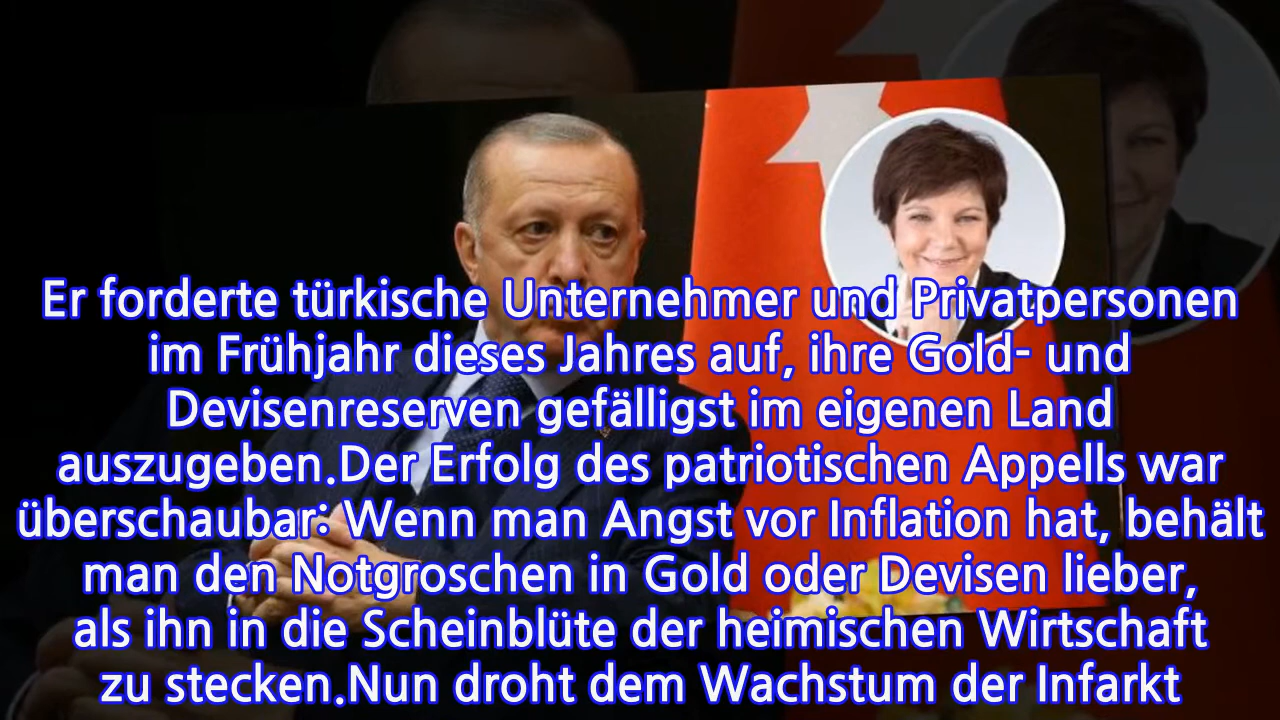 Er forderte türkische Unternehmer und Privatpersonen
im Frühjahr dieses Jahres auf, ihre Gold- und
Devisenreserven gefälligst im eigenen Land
auszugeben.Der Erfolg des patriotischen Appells war
überschaubar: Wenn man Angst vor Inflation hat, behält
man den Notgroschen in Gold oder Devisen lieber,
als ihn in die Scheinblüte der heimischen Wirtschaft
zu stecken.Nun droht dem Wachstum der Infarkt